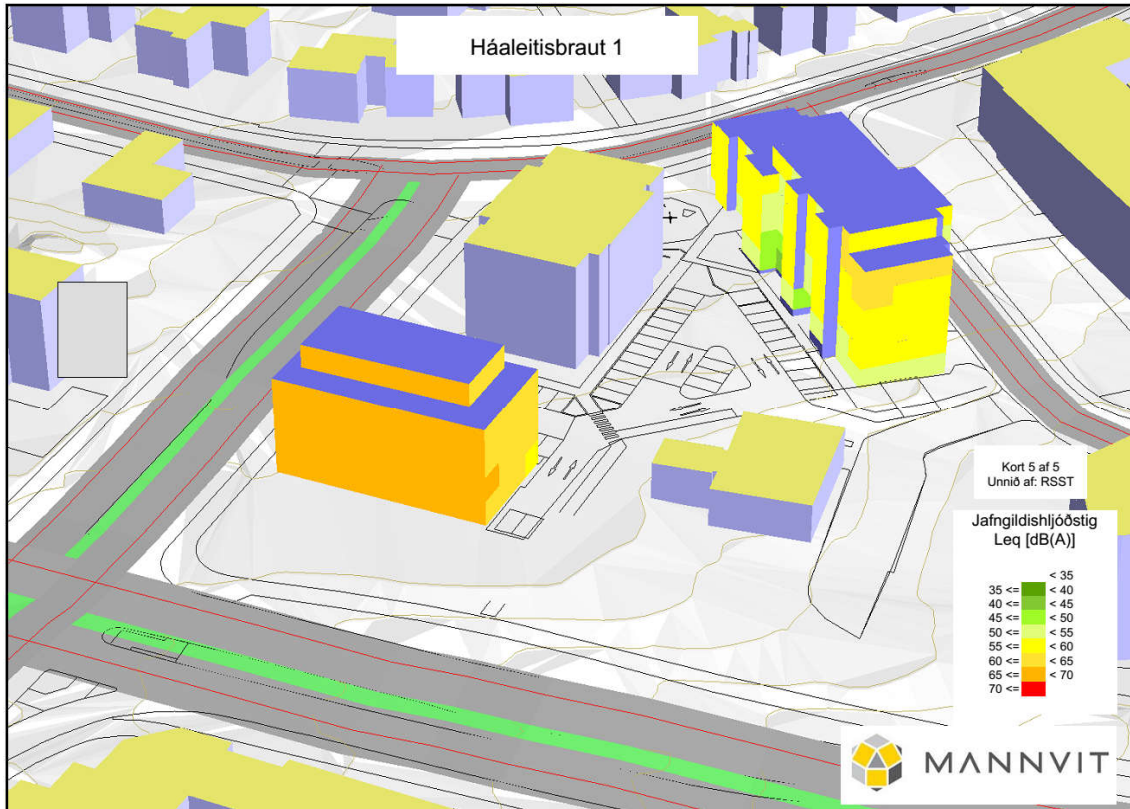 Háaleitisbraut 1
Kort 5 af 5
Unnið af: RSST
Jafngildishljóðstig
Leq [dB(A)]
< 35
35 <= < 40
40 <= < 45
45 <= < 50
50 <= < 55
55 <= < 60
60 <= < 65
65 <= < 70
70 <=
MANNVIT